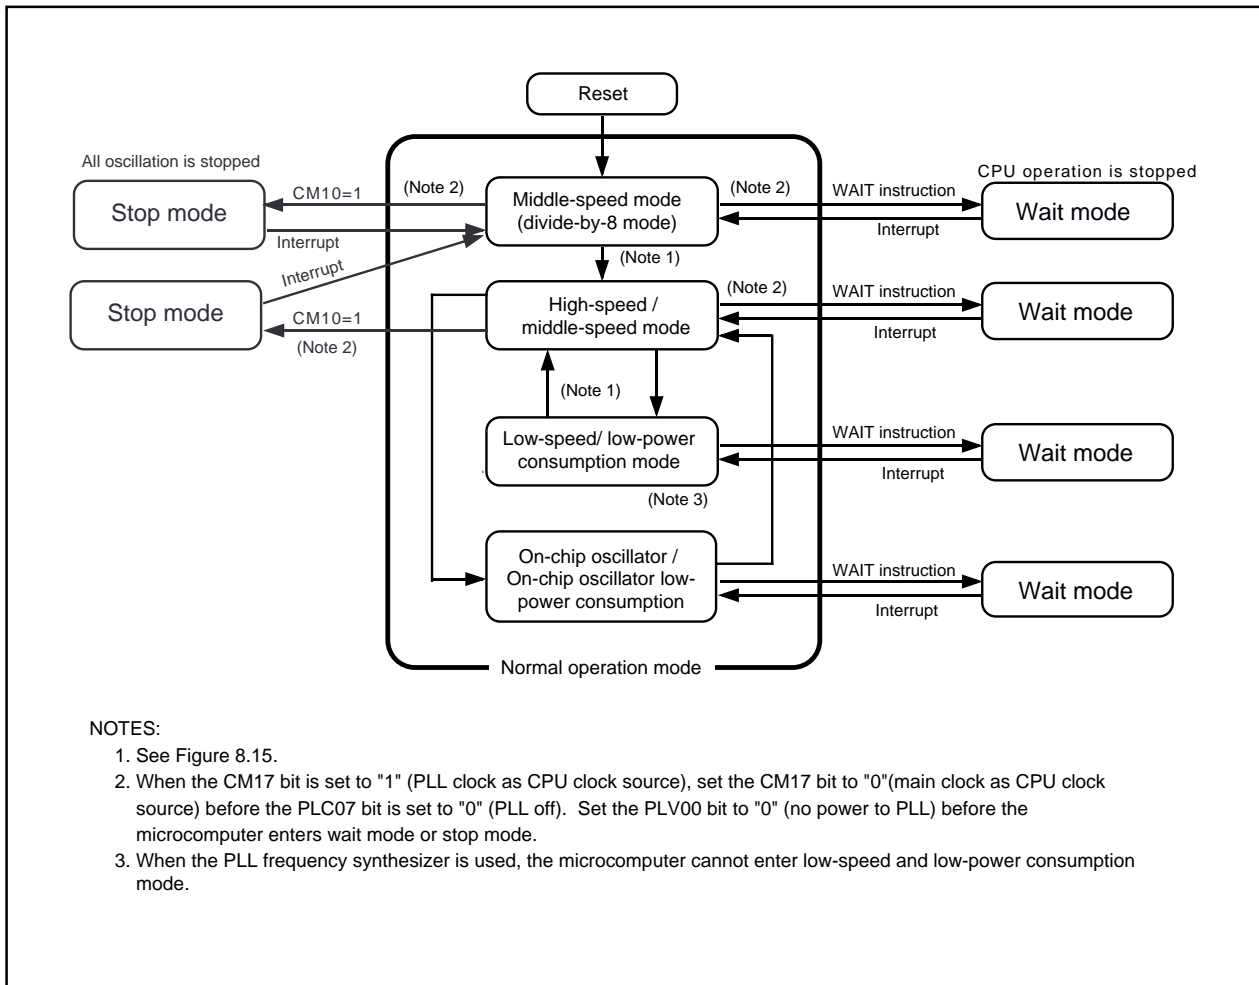 Reset
All oscillation is stopped
Stop mode
CM10=1
(Note 2)
Middle-speed mode
(divide-by-8 mode)
(Note 2)
WAIT instruction
CPU operation is stopped
Wait mode
Interrupt
Interrupt
(Note 1)
Interrupt
Stop mode
CM10=1
(Note 2)
High-speed /
middle-speed mode
(Note 2)
WAIT instruction
Interrupt
Wait mode
(Note 1)
Low-speed/ low-power
consumption mode
(Note 3)
WAIT instruction
Interrupt
Wait mode
On-chip oscillator /
On-chip oscillator low-
power consumption
WAIT instruction
Interrupt
Wait mode
Normal operation mode
NOTES:
1. See Figure 8.15.
2. When the CM17 bit is set to "1" (PLL clock as CPU clock source), set the CM17 bit to "0"(main clock as CPU clock
source) before the PLC07 bit is set to "0" (PLL off). Set the PLV00 bit to "0" (no power to PLL) before the
microcomputer enters wait mode or stop mode.
3. When the PLL frequency synthesizer is used, the microcomputer cannot enter low-speed and low-power consumption
mode.